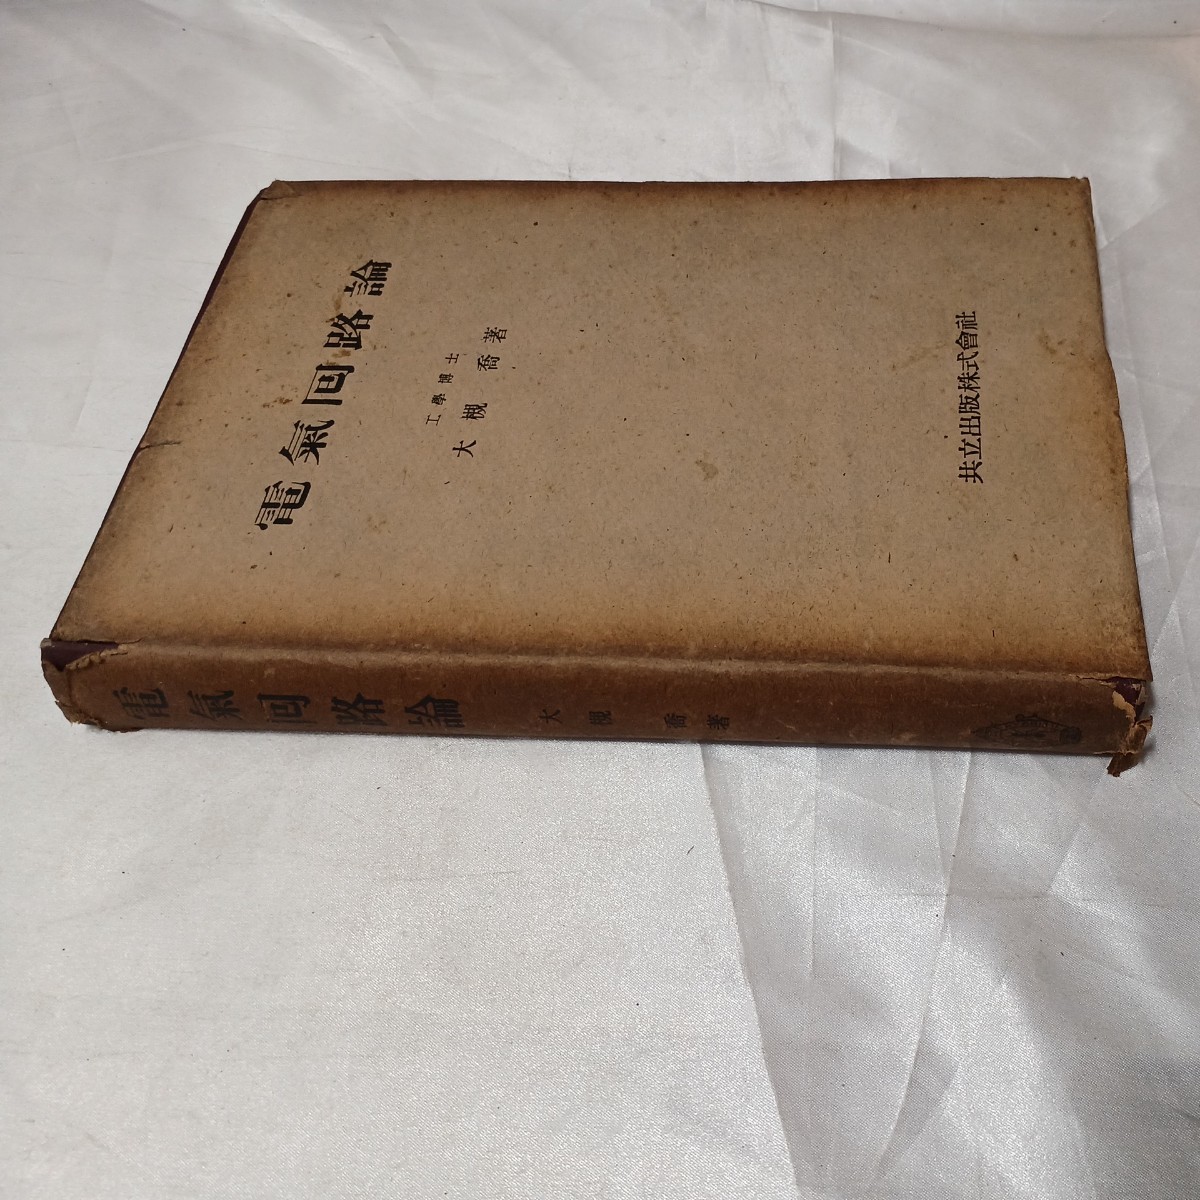 電氣回路論
工學博士
大槻喬著
共立出版株式會社
電氣回路論
大槻 喬著